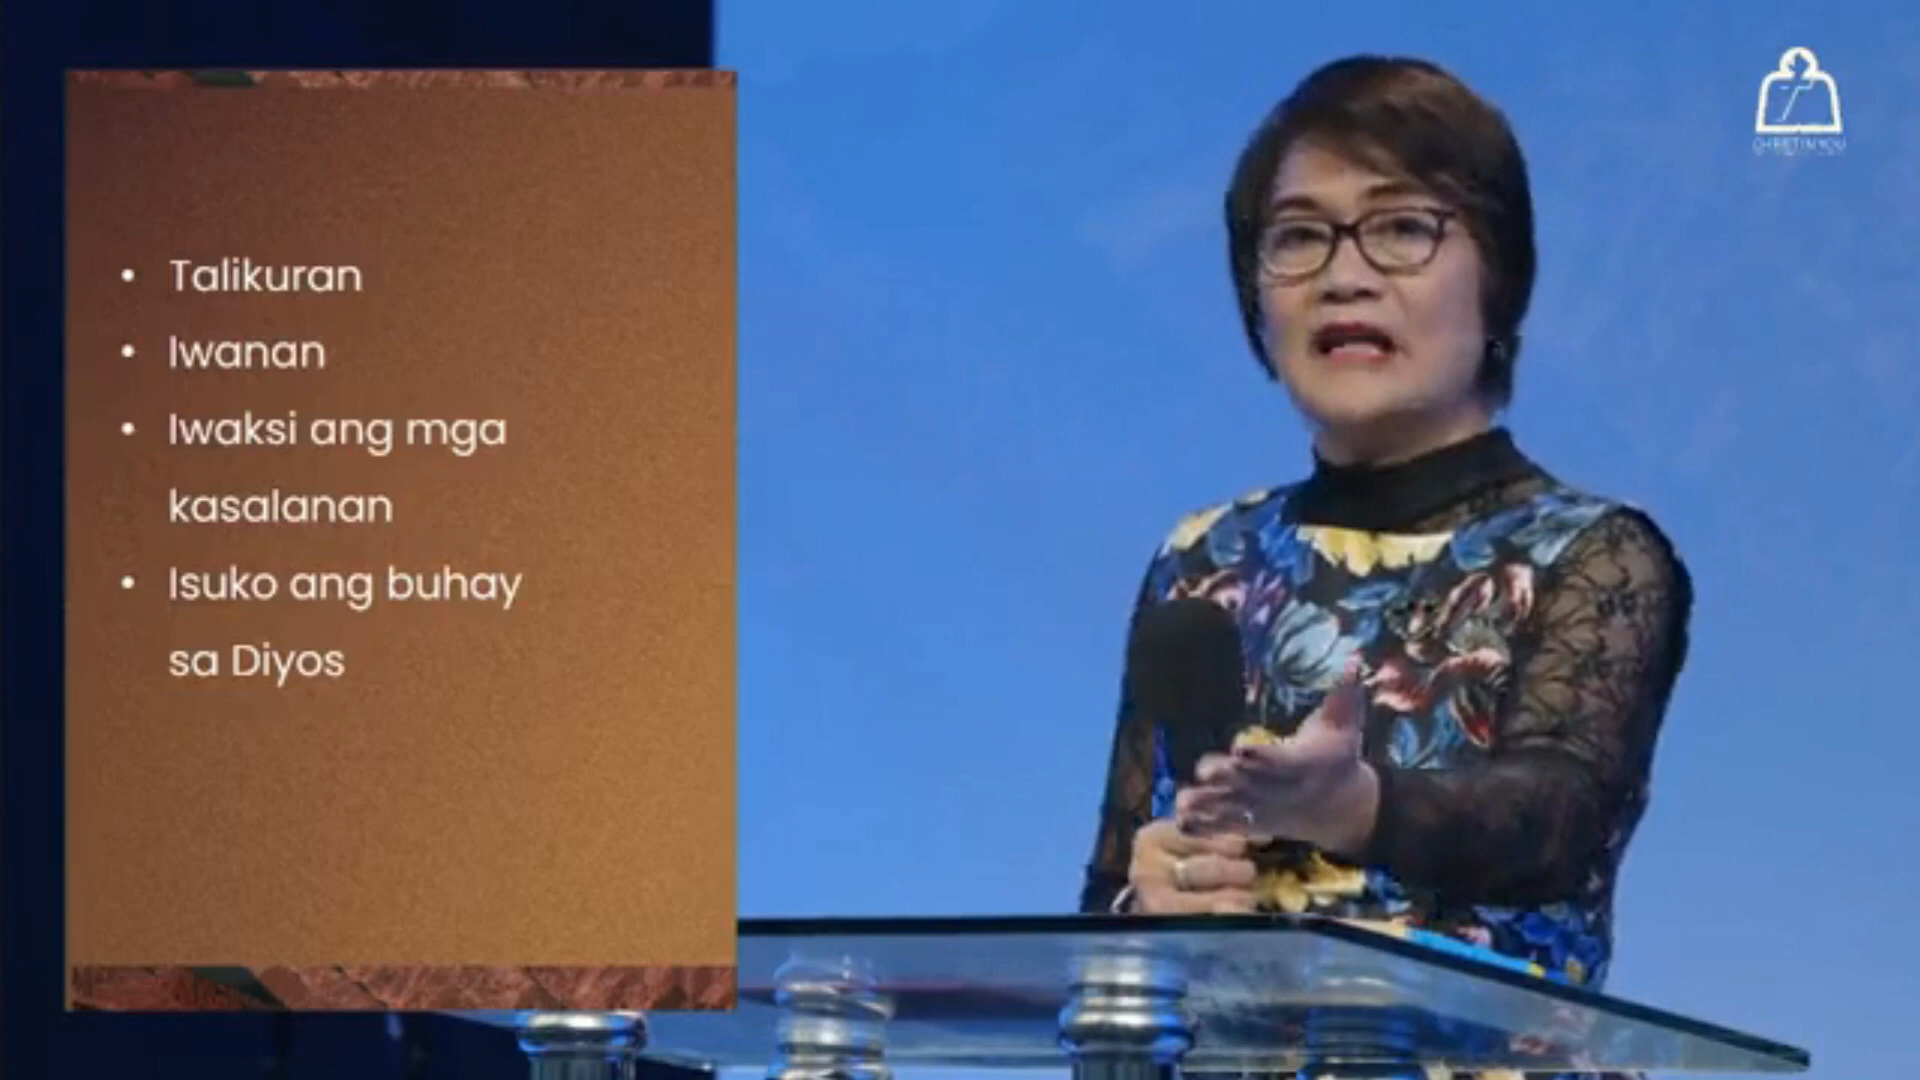 • Talikuran
• Iwanan
• Iwaksi ang mga
kasalanan
• Isuko ang buhay
sa Diyos